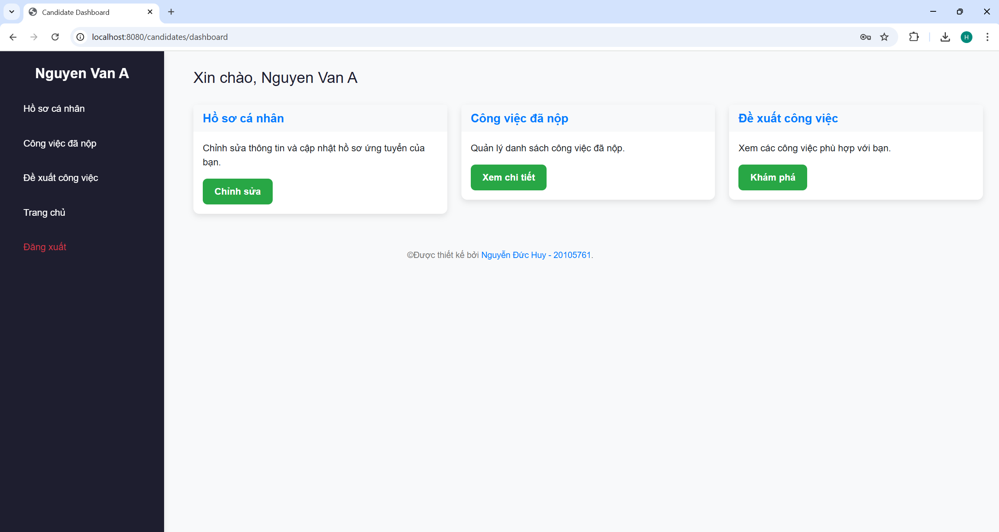 Candidate Dashboard
localhost:8080/candidates/dashboard
H
Nguyen Van A
Hồ sơ cá nhân
Công việc đã nộp
Đề xuất công việc
Trang chủ
Đăng xuất
Xin chào, Nguyen Van A
Hồ sơ cá nhân
Chỉnh sửa thông tin và cập nhật hồ sơ ứng tuyển của
bạn.
Chỉnh sửa
Công việc đã nộp
Quản lý danh sách công việc đã nộp.
Xem chi tiết
Đề xuất công việc
Xem các công việc phù hợp với bạn.
Khám phá
©Được thiết kế bởi Nguyễn Đức Huy - 20105761.